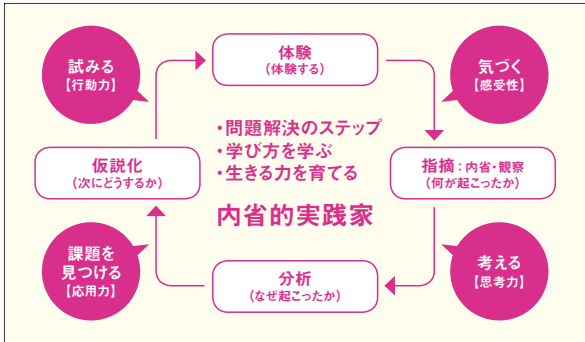 体験
(体験する)
気づく
【感受性】
指摘：内省・観察
(何が起こったか)
考える
【思考力】
分析
(なぜ起こったか)
課題を
見つける
【応用力】
仮説化
(次にどうするか)
試みる
【行動力】
・問題解決のステップ
・学び方を学ぶ
・生きる力を育てる
内省的実践家